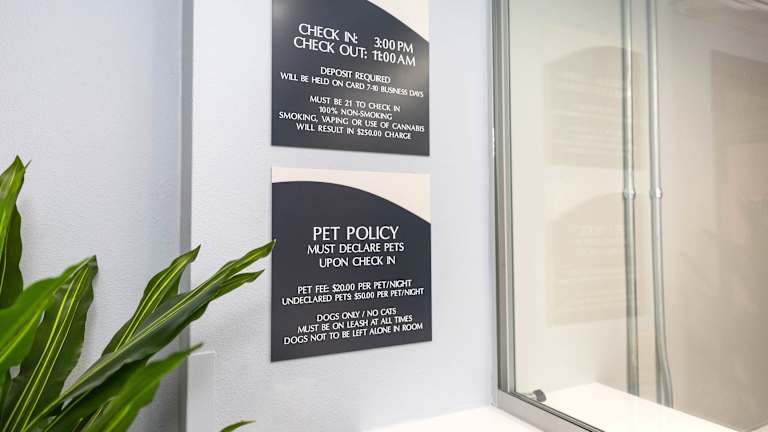 CHECK IN: 3:00 PM
CHECK OUT: 11:00 AM
DEPOSIT REQUIRED
WILL BE HELD ON CARD 7-10 BUSINESS DAYS
MUST BE 21 TO CHECK IN
100% NON-SMOKING
SMOKING, VAPING OR USE OF CANNABIS
WILL RESULT IN $250.00 CHARGE
PET POLICY
MUST DECLARE PETS
UPON CHECK IN
PET FEE: $20.00 PER PET/NIGHT
UNDECLARED PETS: $50.00 PER PET/NIGHT
DOGS ONLY / NO CATS
MUST BE ON LEASH AT ALL TIMES
DOGS NOT TO BE LEFT ALONE IN ROOM